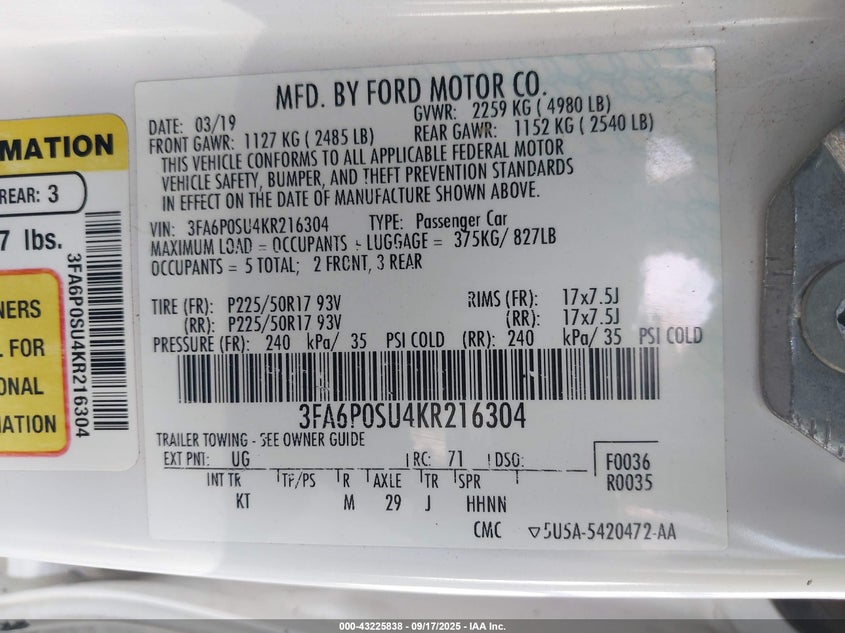 MATION
REAR: 3
7 lbs.
NERS
L FOR
ONAL
MATION
3FA6P0SU4KR216304
MFD. BY FORD MOTOR CO.
DATE: 03/19 GVWR: 2259 KG ( 4980 LB)
FRONT GAWR: 1127 KG ( 2485 LB) REAR GAWR: 1152 KG ( 2540 LB)
THIS VEHICLE CONFORMS TO ALL APPLICABLE FEDERAL MOTOR
VEHICLE SAFETY, BUMPER, AND THEFT PREVENTION STANDARDS
IN EFFECT ON THE DATE OF MANUFACTURE SHOWN ABOVE.
VIN: 3FA6P0SU4KR216304 TYPE: Passenger Car
MAXIMUM LOAD = OCCUPANTS + LUGGAGE = 375KG/ 827LB
OCCUPANTS = 5 TOTAL; 2 FRONT, 3 REAR
TIRE (FR): P225/50R17 93V RIMS (FR): 17x7.5J
(RR): P225/50R17 93V (RR): 17x7.5J
PRESSURE (FR): 240 kPa/ 35 PSI COLD (RR): 240 kPa/ 35 PSI COLD
3FA6P0SU4KR216304
TRAILER TOWING - SEE OWNER GUIDE
EXT PNT: UG RC: 71 DSO: F0036
INT TR TP/PS R AXLE TR SPR R0035
KT M 29 J HHNN
CMC ▽5USA-5420472-AA
000-43225838 - 09/17/2025 - IAA Inc.